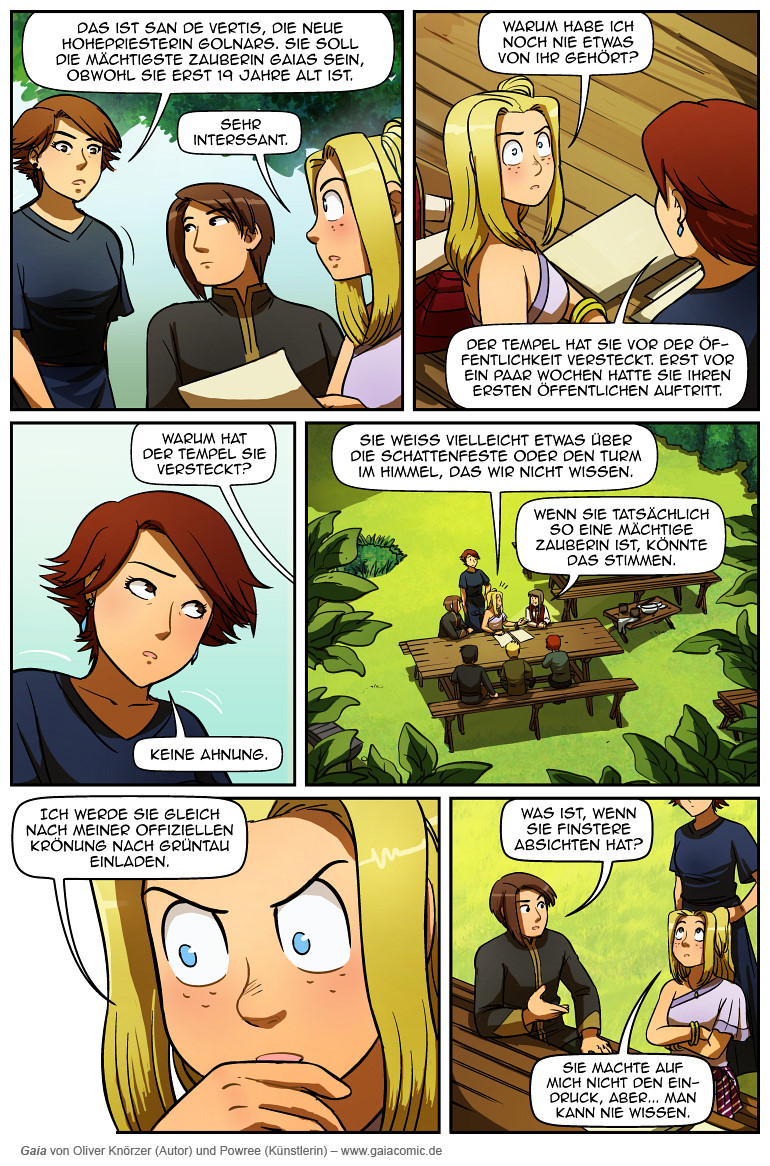 DAS IST SAN DE VERTIS, DIE NEUE
HOHEPRIESTERIN GOLNARS. SIE SOLL
DIE MÄCHTIGSTE ZAUBERIN GAIAS SEIN,
OBWOHL SIE ERST 19 JAHRE ALT IST.
SEHR
INTERSSANT.
WARUM HABE ICH
NOCH NIE ETWAS
VON IHR GEHÖRT?
DER TEMPEL HAT SIE VOR DER ÖF-
FENTLICHKEIT VERSTECKT. ERST VOR
EIN PAAR WOCHEN HATTE SIE IHREN
ERSTEN ÖFFENTLICHEN AUFTRITT.
WARUM HAT
DER TEMPEL SIE
VERSTECKT?
KEINE AHNUNG.
SIE WEISS VIELLEICHT ETWAS ÜBER
DIE SCHATTENFESTE ODER DEN TURM
IM HIMMEL, DAS WIR NICHT WISSEN.
WENN SIE TATSÄCHLICH
SO EINE MÄCHTIGE
ZAUBERIN IST, KÖNNTE
DAS STIMMEN.
ICH WERDE SIE GLEICH
NACH MEINER OFFIZIELLEN
KRÖNUNG NACH GRÜNTAU
EINLADEN.
WAS IST, WENN
SIE FINSTERE
ABSICHTEN HAT?
SIE MACHTE AUF
MICH NICHT DEN EIN-
DRUCK, ABER... MAN
KANN NIE WISSEN.
Gaia von Oliver Knörzer (Autor) und Powree (Künstlerin) – www.gaiacomic.de